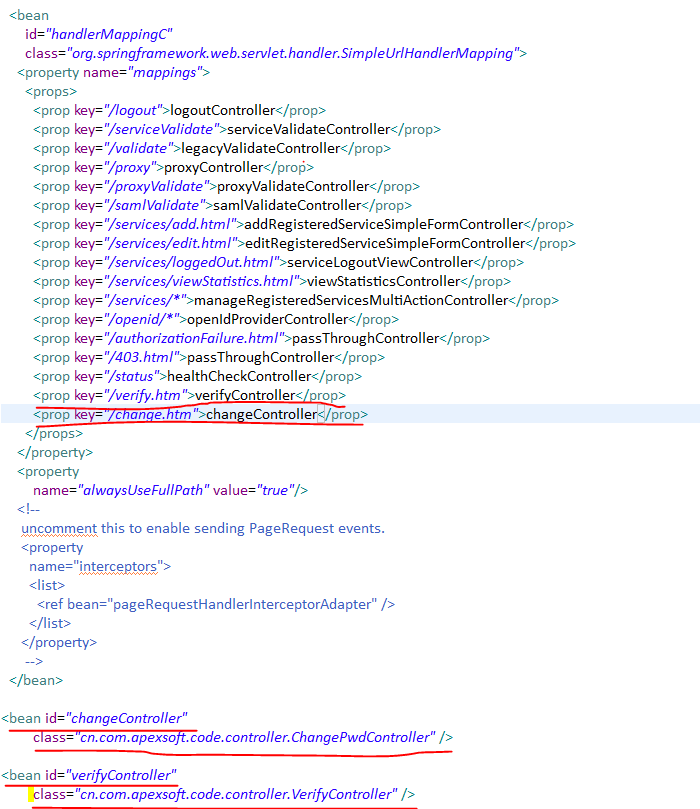 <bean
id="handlerMappingC"
class="org.springframework.web.servlet.handler.SimpleUrlHandlerMapping">
<property name="mappings">
<props>
<prop key="/logout">logoutController</prop>
<prop key="/serviceValidate">serviceValidateController</prop>
<prop key="/validate">legacyValidateController</prop>
<prop key="/proxy">proxyController</prop>
<prop key="/proxyValidate">proxyValidateController</prop>
<prop key="/samlValidate">samlValidateController</prop>
<prop key="/services/add.html">addRegisteredServiceSimpleFormController</prop>
<prop key="/services/edit.html">editRegisteredServiceSimpleFormController</prop>
<prop key="/services/loggedOut.html">serviceLogoutViewController</prop>
<prop key="/services/viewStatistics.html">viewStatisticsController</prop>
<prop key="/services/*">manageRegisteredServicesMultiActionController</prop>
<prop key="/openid/*">openIdProviderController</prop>
<prop key="/authorizationFailure.html">passThroughController</prop>
<prop key="/403.html">passThroughController</prop>
<prop key="/status">healthCheckController</prop>
<prop key="/verify.htm">verifyController</prop>
<prop key="/change.htm">changeController</prop>
</props>
</property>
<property
name="alwaysUseFullPath" value="true"/>
<!--
uncomment this to enable sending PageRequest events.
<property
name="interceptors">
<list>
<ref bean="pageRequestHandlerInterceptorAdapter" />
</list>
</property>
-->
</bean>
<bean id="changeController"
class="cn.com.apexsoft.code.controller.ChangePwdController" />
<bean id="verifyController"
class="cn.com.apexsoft.code.controller.VerifyController" />